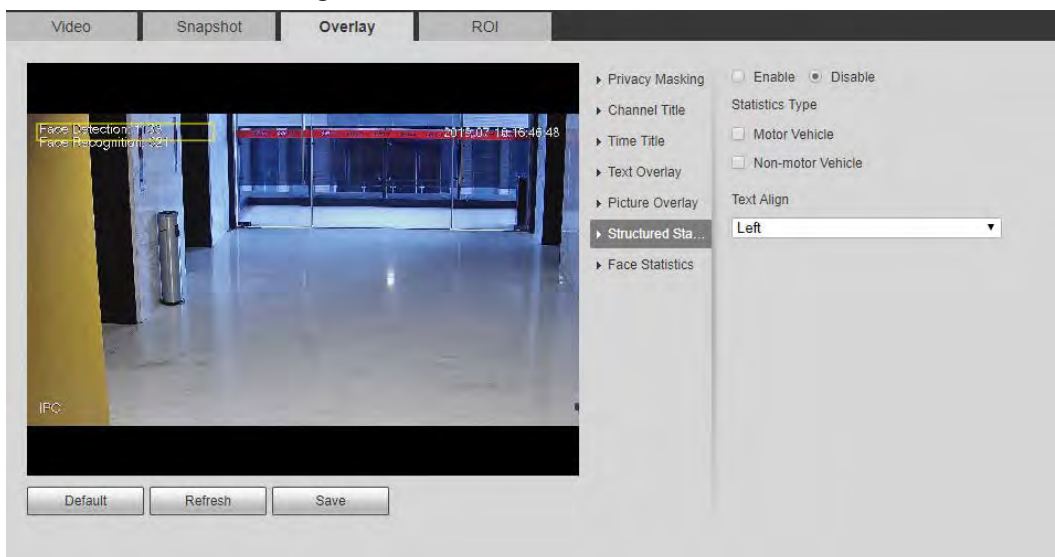 Video Snapshot Overlay ROI
Face Detection:
Face Recognition:
IPC
Privacy Masking
Channel Title
Time Title
Text Overlay
Picture Overlay
Structured Sta...
Face Statistics
Enable Disable
Statistics Type
Motor Vehicle
Non-motor Vehicle
Text Align
Left
Default Refresh Save